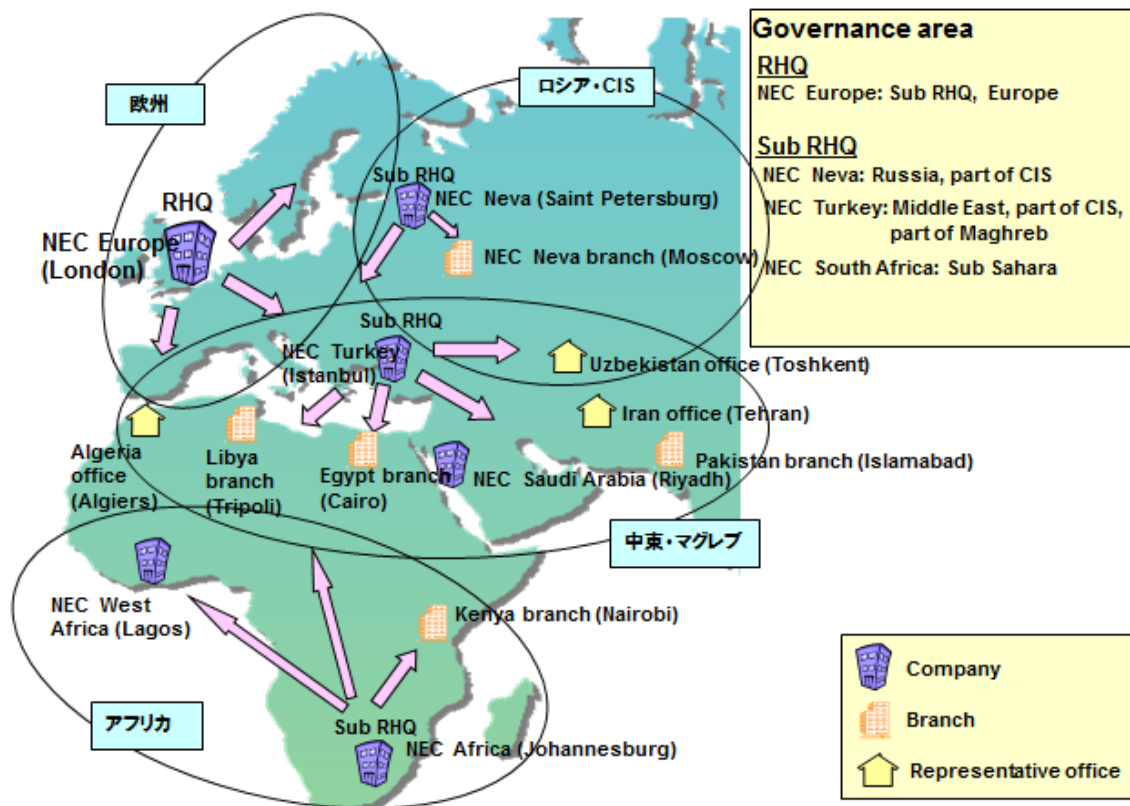 欧州
ロシア・CIS
Governance area
RHQ
NEC Europe: Sub RHQ, Europe
Sub RHQ
NEC Neva: Russia, part of CIS
NEC Turkey: Middle East, part of CIS,
part of Maghreb
NEC South Africa: Sub Sahara
RHQ
NEC Europe
(London)
Sub RHQ
NEC Neva (Saint Petersburg)
NEC Neva branch (Moscow)
Sub RHQ
NEC Turkey
(Istanbul)
Uzbekistan office (Toshkent)
Iran office (Tehran)
Algeria
office
(Algiers)
Libya
branch
(Tripoli)
Egypt branch
(Cairo)
NEC Saudi Arabia (Riyadh)
Pakistan branch (Islamabad)
中東・マグレブ
NEC West
Africa (Lagos)
Kenya branch (Nairobi)
アフリカ
Sub RHQ
NEC Africa (Johannesburg)
Company
Branch
Representative office